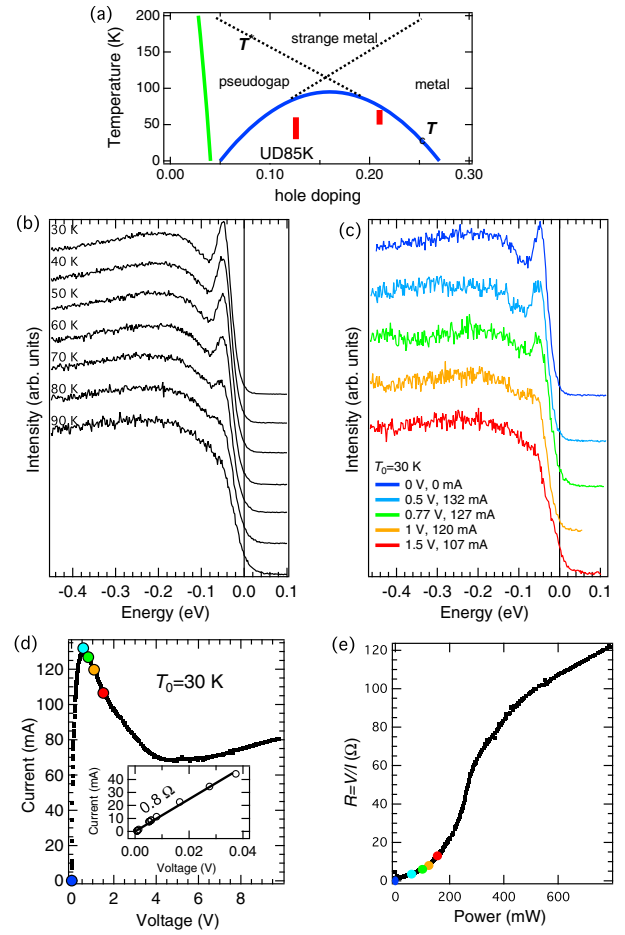 (a)
200
150
100
50
0
Temperature (K)
T*
strange metal
pseudogap
metal
UD85K
T
c
0.00
0.10
0.20
0.30
hole doping
(b)
30 K
40 K
50 K
60 K
70 K
80 K
90 K
Intensity (arb. units)
-0.4 -0.3 -0.2 -0.1 0.0 0.1
Energy (eV)
(c)
Intensity (arb. units)
T0=30 K
0 V, 0 mA
0.5 V, 132 mA
0.77 V, 127 mA
1 V, 120 mA
1.5 V, 107 mA
-0.4 -0.3 -0.2 -0.1 0.0 0.1
Energy (eV)
(d)
T0=30 K
120
100
80
60
40
20
0
Current (mA)
0 2 4 6 8
Voltage (V)
0.8 Ω
40
30
20
10
0
Current (mA)
0.00 0.02 0.04
Voltage (V)
(e)
120
100
80
60
40
20
0
R=V/I (Ω)
0 200 400 600
Power (mW)